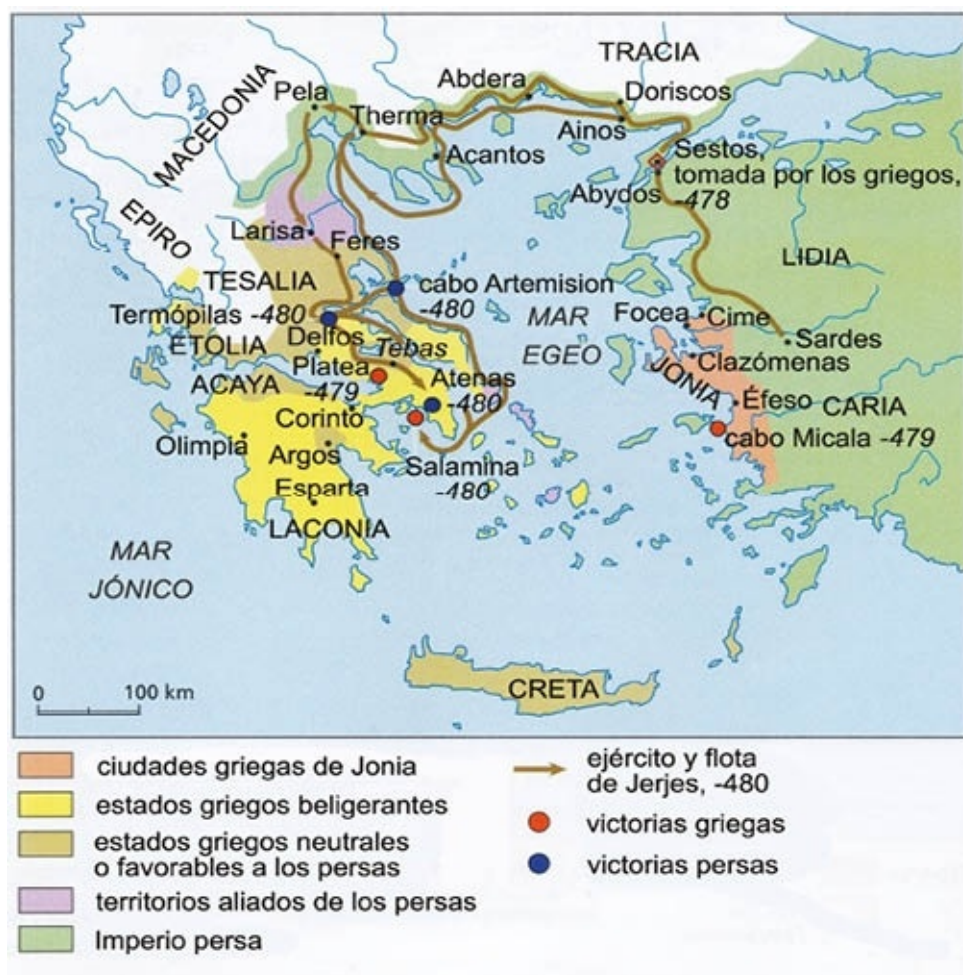 TRACIA
Abdera
Doriscos
Pela
MACEDONIA
Therma
Ainos
Acantos
Sestos,
tomada por los griegos,
-478
Abydos
EPIRO
Larisa
Feres
LIDIA
TESALIA
cabo Artemision
-480
Termópilas -480
MAR
EGEO
Focea
Cime
Sardes
Delfos
ETOLIA
Tebas
Clazómenas
Platea
-479
JONIA
ACAYA
Atenas
-480
Éfeso
CARIA
Corinto
cabo Micala -479
Olimpia
Argos
Salamina
-480
Esparta
LACONIA
MAR
JÓNICO
CRETA
0 100 km
ciudades griegas de Jonia
estados griegos beligerantes
estados griegos neutrales
o favorables a los persas
territorios aliados de los persas
Imperio persa
ejército y flota
de Jerjes, -480
victorias griegas
victorias persas